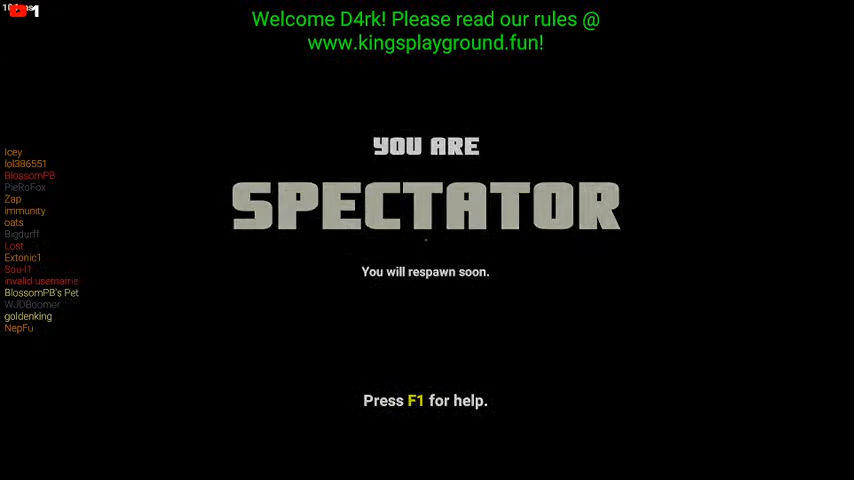 1
Welcome D4rk! Please read our rules @
www.kingsplayground.fun!
YOU ARE
SPECTATOR
You will respawn soon.
Press F1 for help.
Icey
lol386551
BlossomPB
PieRoFox
Zap
immunity
oats
Bigdurff
Lost
Extonic1
invalid username
BlossomPB's Pet
WJDBoomer
goldenking
NepFu